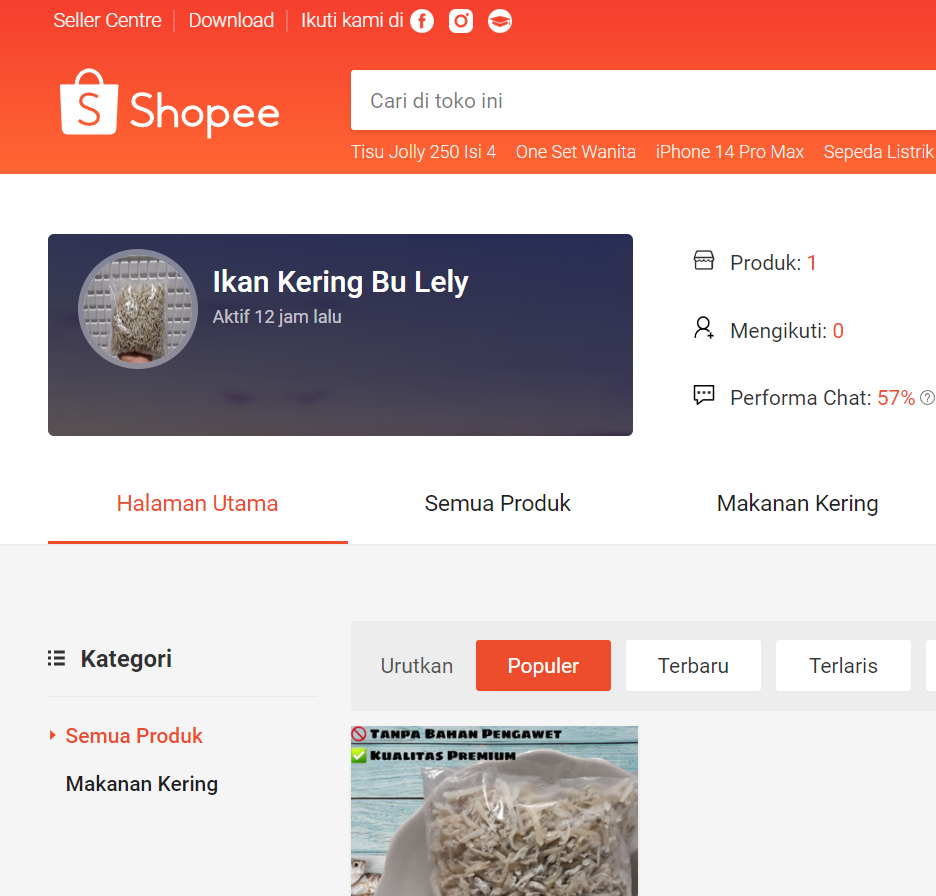 Seller Centre Download Ikuti kami di
Shopee
Cari di toko ini
Tisu Jolly 250 Isi 4 One Set Wanita iPhone 14 Pro Max Sepeda Listrik
Ikan Kering Bu Lely
Aktif 12 jam lalu
Produk: 1
Mengikuti: 0
Performa Chat: 57%
Halaman Utama Semua Produk Makanan Kering
Kategori
Semua Produk
Makanan Kering
Urutkan Populer Terbaru Terlaris
Tanpa Bahan Pengawet
Kualitas Premium